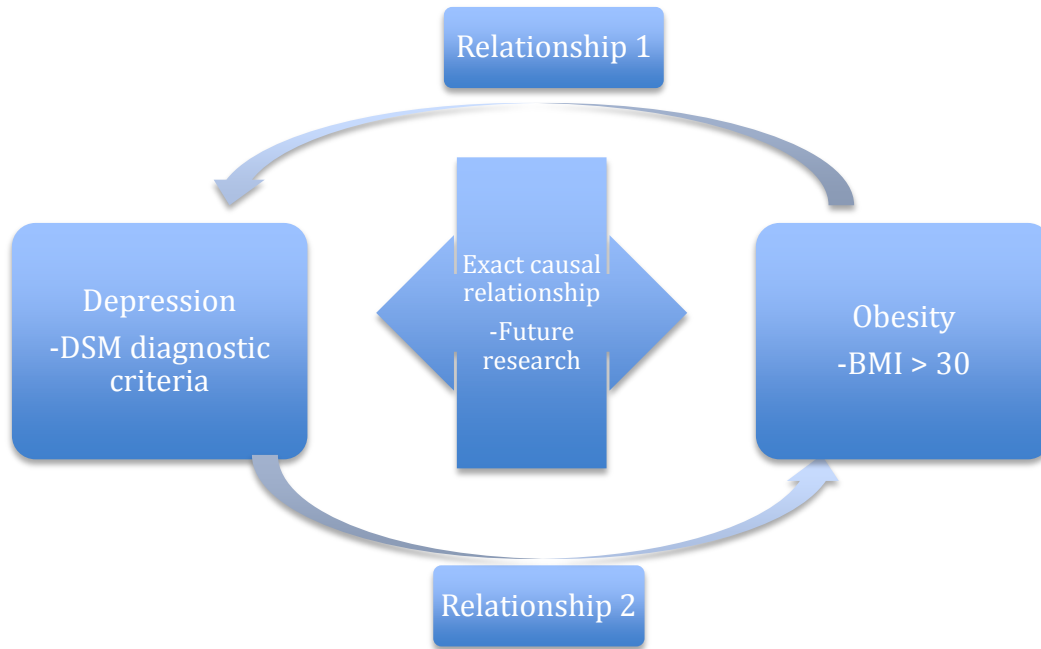 Relationship 1
Depression
-DSM diagnostic
criteria
Exact causal
relationship
-Future
research
Obesity
-BMI > 30
Relationship 2